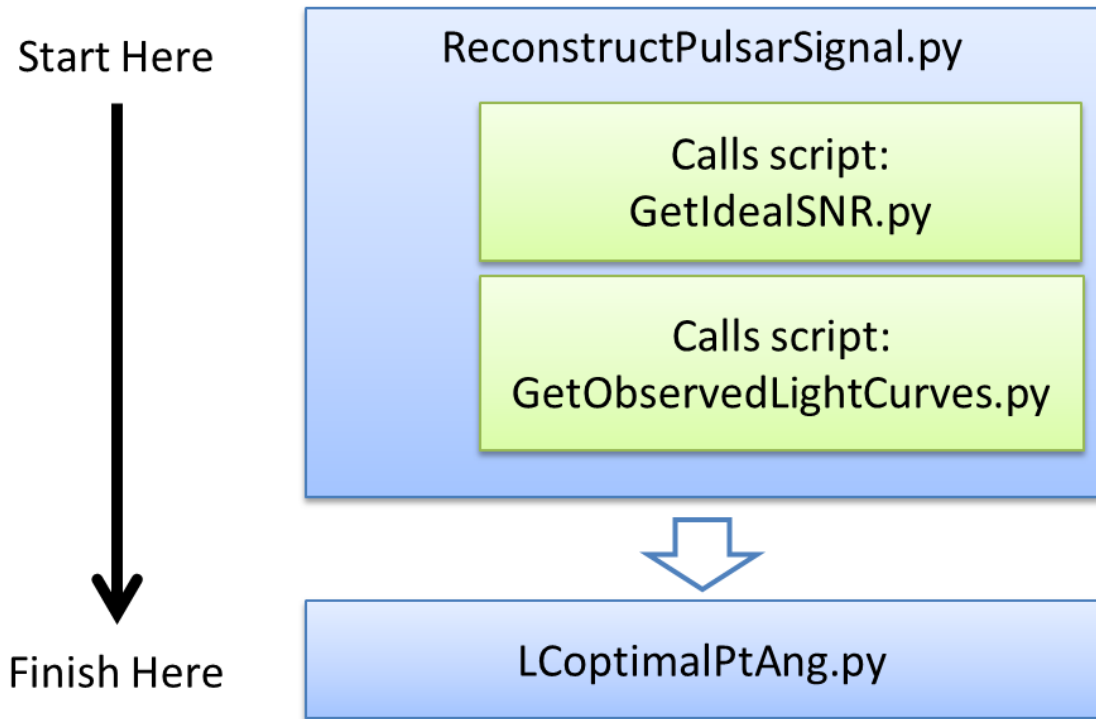 Start Here
ReconstructPulsarSignal.py
Calls script:
GetIdealSNR.py
Calls script:
GetObservedLightCurves.py
Finish Here
LCoptimalPtAng.py